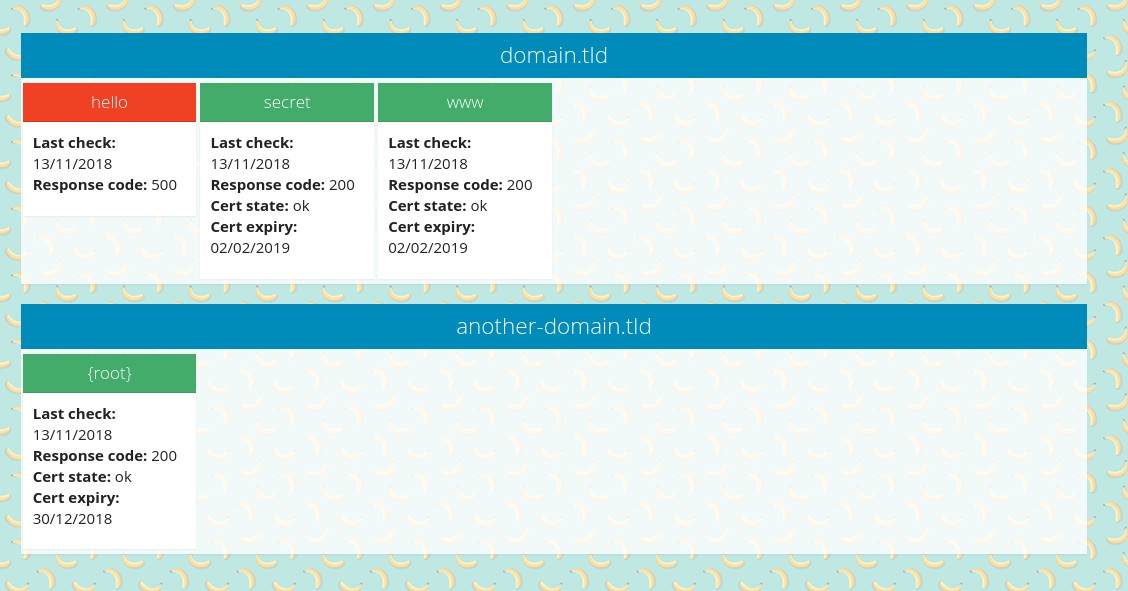 domain.tld
hello
Last check:
13/11/2018
Response code: 500
secret
Last check:
13/11/2018
Response code: 200
Cert state: ok
Cert expiry:
02/02/2019
www
Last check:
13/11/2018
Response code: 200
Cert state: ok
Cert expiry:
02/02/2019
another-domain.tld
{root}
Last check:
13/11/2018
Response code: 200
Cert state: ok
Cert expiry:
30/12/2018